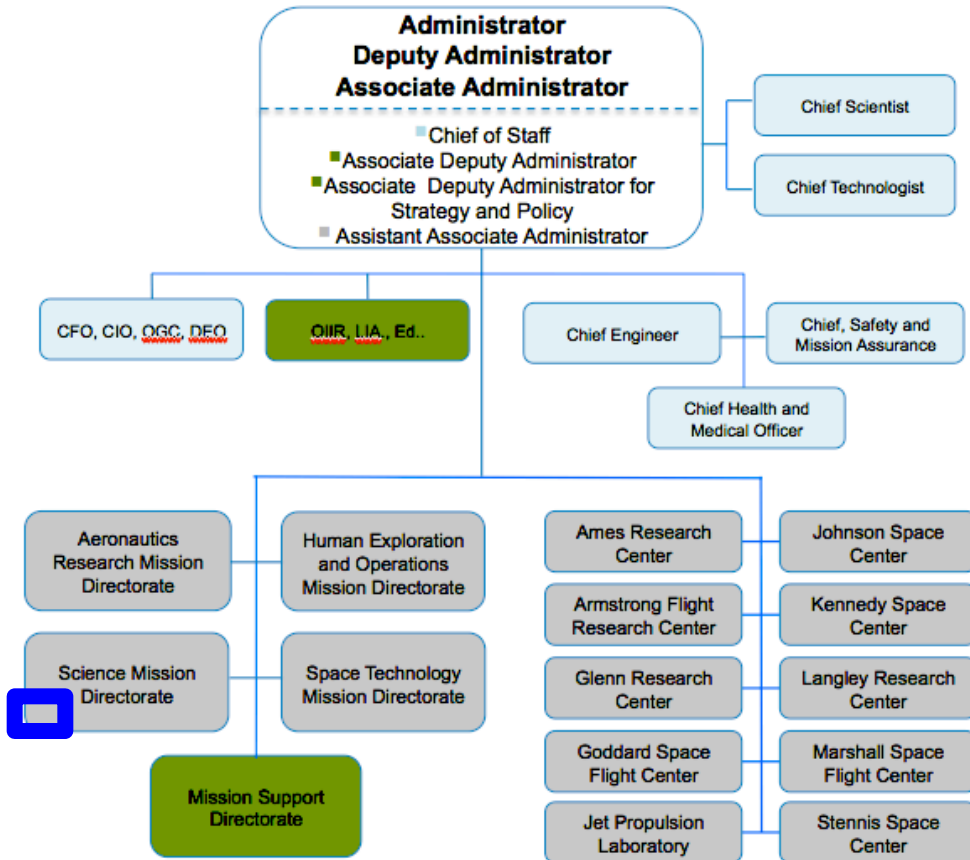 Administrator
Deputy Administrator
Associate Administrator
Chief of Staff
Associate Deputy Administrator
Associate Deputy Administrator for
Strategy and Policy
Assistant Associate Administrator
Chief Scientist
Chief Technologist
CFO, CIO, OGC, DEO
OIIR, LIA., Ed..
Chief Engineer
Chief, Safety and
Mission Assurance
Chief Health and
Medical Officer
Aeronautics
Research Mission
Directorate
Human Exploration
and Operations
Mission Directorate
Science Mission
Directorate
Space Technology
Mission Directorate
Mission Support
Directorate
Ames Research
Center
Johnson Space
Center
Armstrong Flight
Research Center
Kennedy Space
Center
Glenn Research
Center
Langley Research
Center
Goddard Space
Flight Center
Marshall Space
Flight Center
Jet Propulsion
Laboratory
Stennis Space
Center